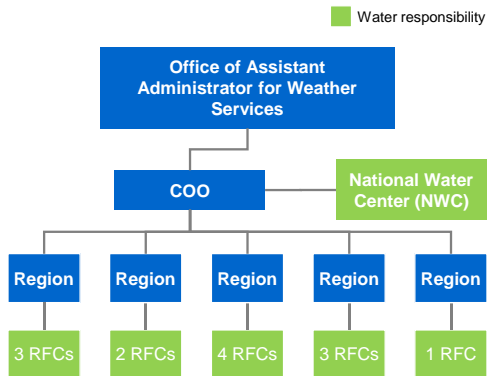 Water responsibility
Office of Assistant
Administrator for Weather
Services
COO
National Water
Center (NWC)
Region
Region
Region
Region
Region
3 RFCs
2 RFCs
4 RFCs
3 RFCs
1 RFC